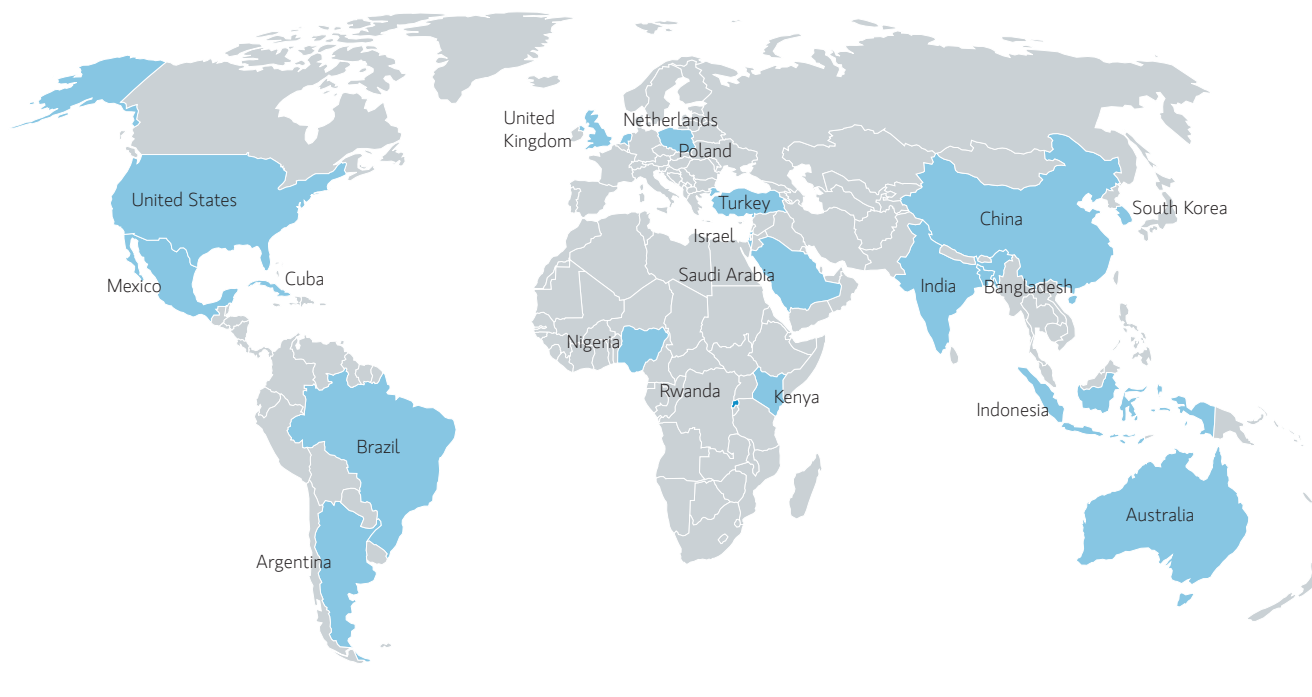 United
Kingdom
Netherlands
Poland
United States
Turkey
South Korea
China
Israel
Saudi Arabia
Mexico
Cuba
India
Bangladesh
Nigeria
Rwanda
Kenya
Indonesia
Brazil
Australia
Argentina